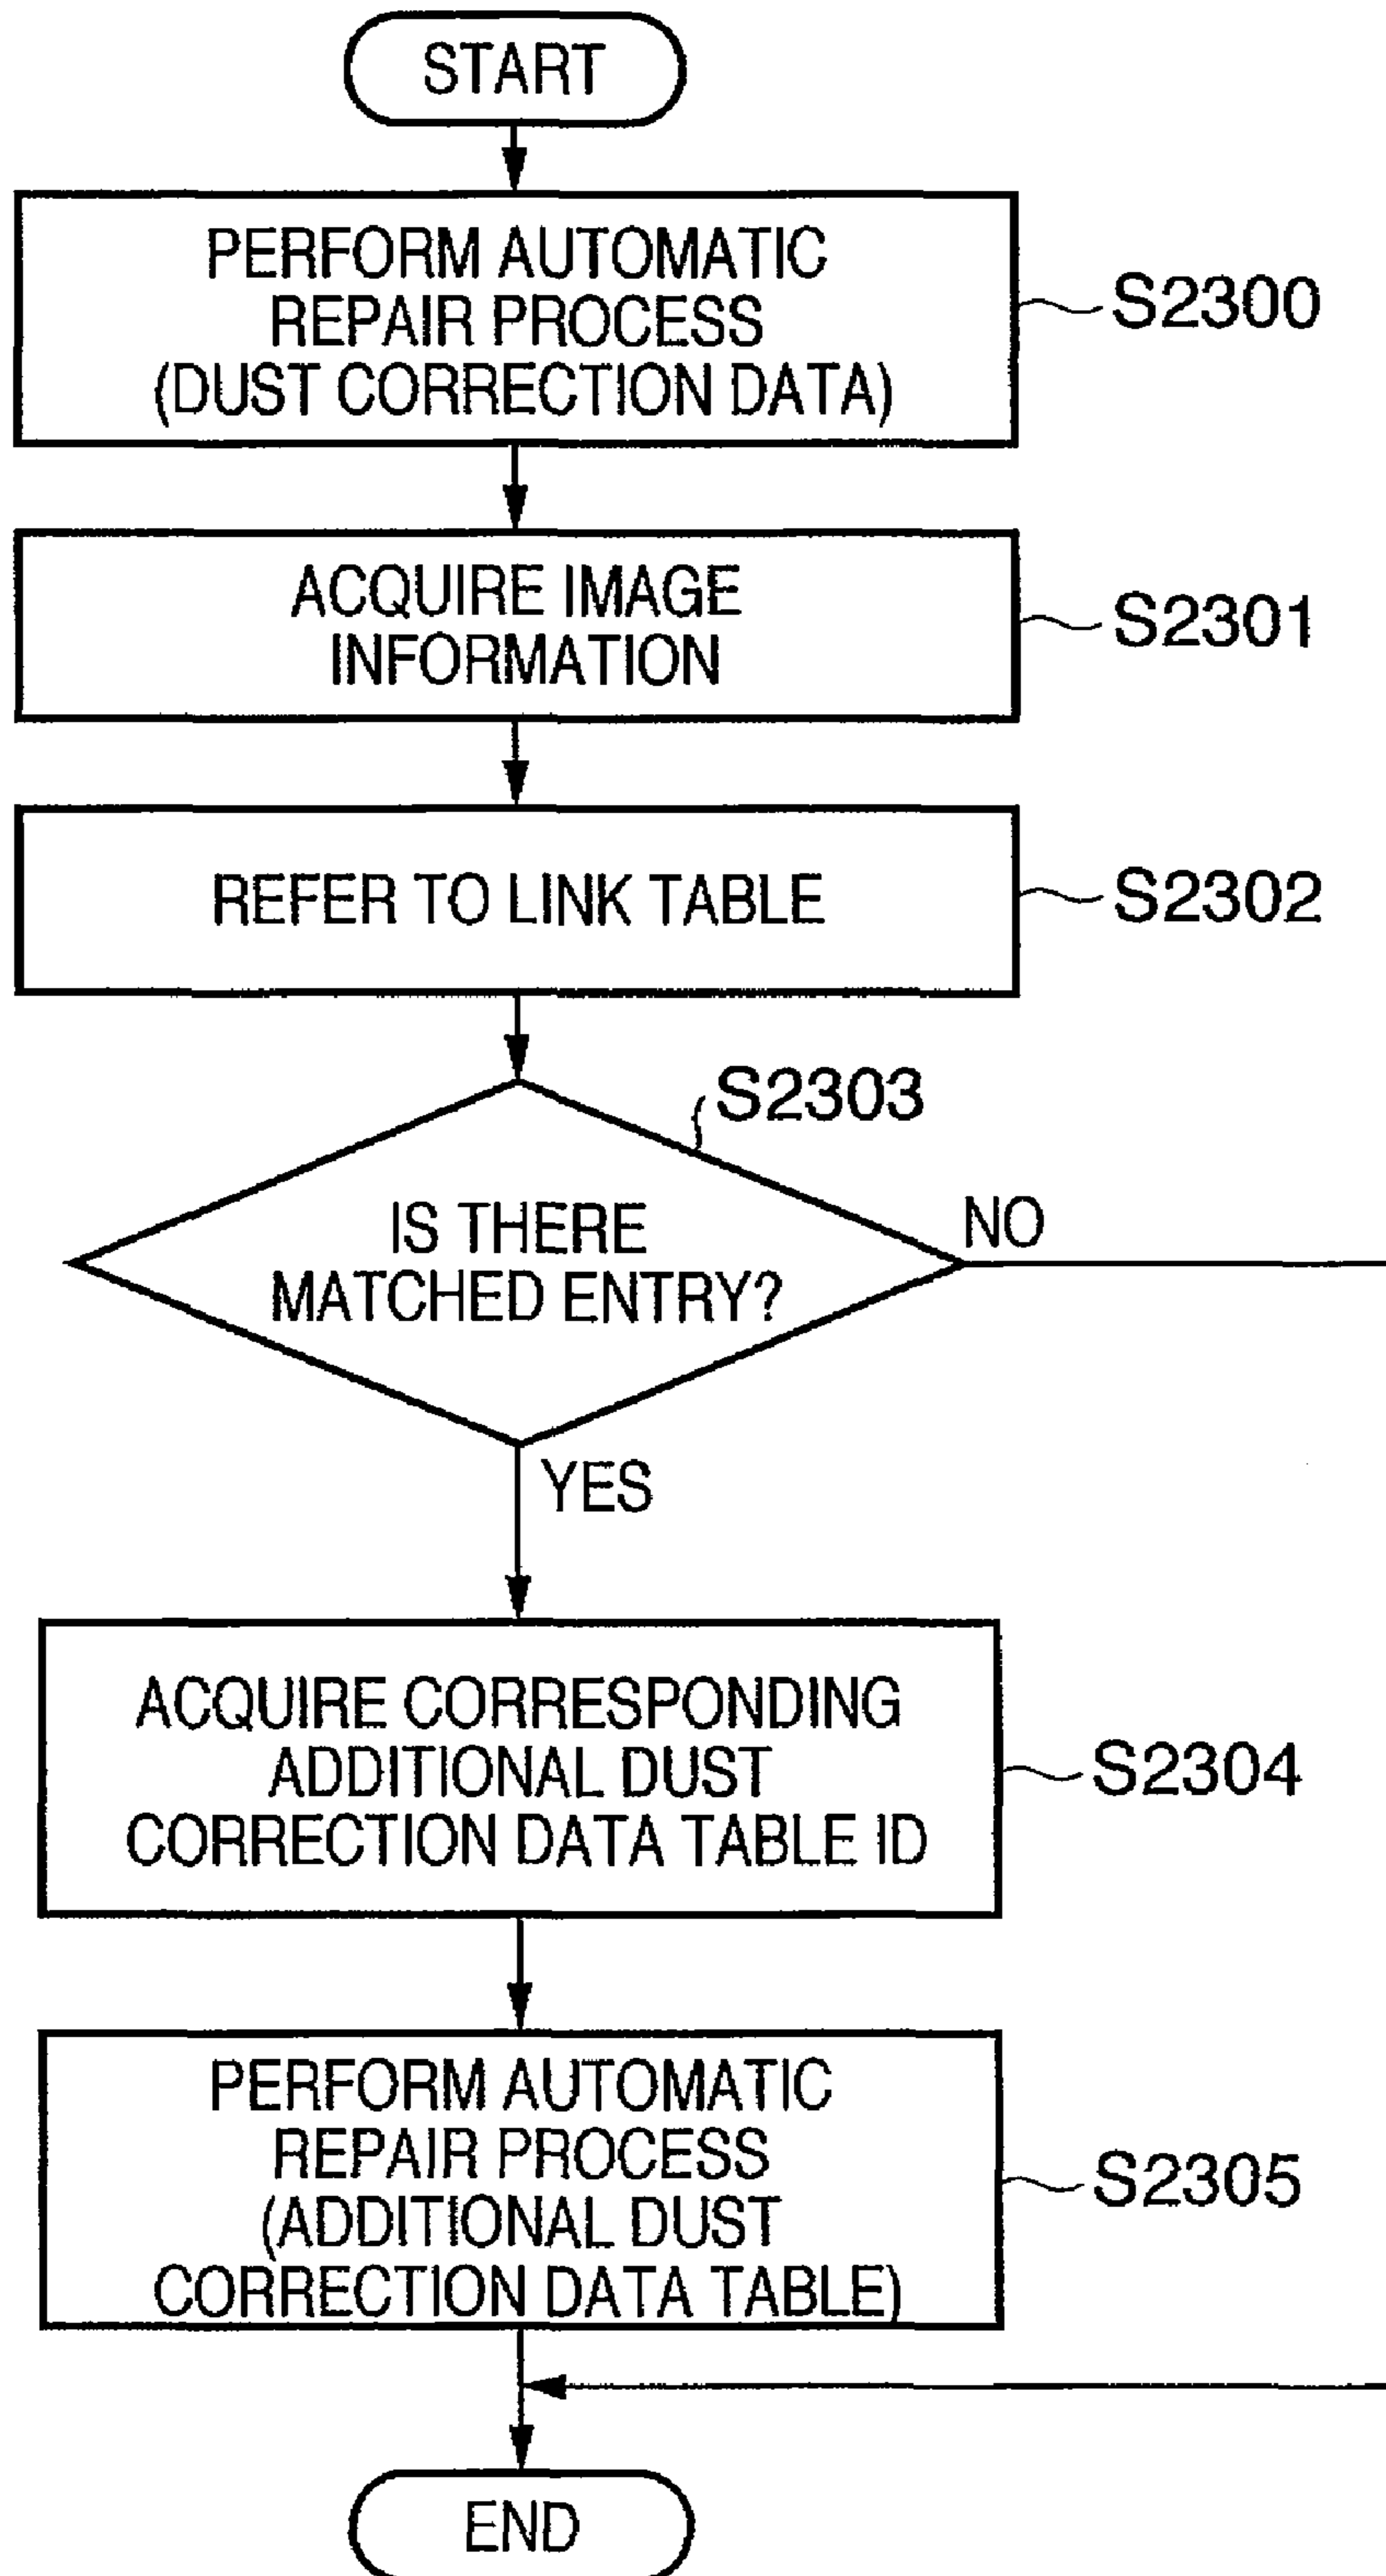 START
PERFORM AUTOMATIC
REPAIR PROCESS
(DUST CORRECTION DATA)
S2300
ACQUIRE IMAGE
INFORMATION
S2301
REFER TO LINK TABLE
S2302
S2303
IS THERE
MATCHED ENTRY?
NO
YES
ACQUIRE CORRESPONDING
ADDITIONAL DUST
CORRECTION DATA TABLE ID
S2304
PERFORM AUTOMATIC
REPAIR PROCESS
(ADDITIONAL DUST
CORRECTION DATA TABLE)
S2305
END